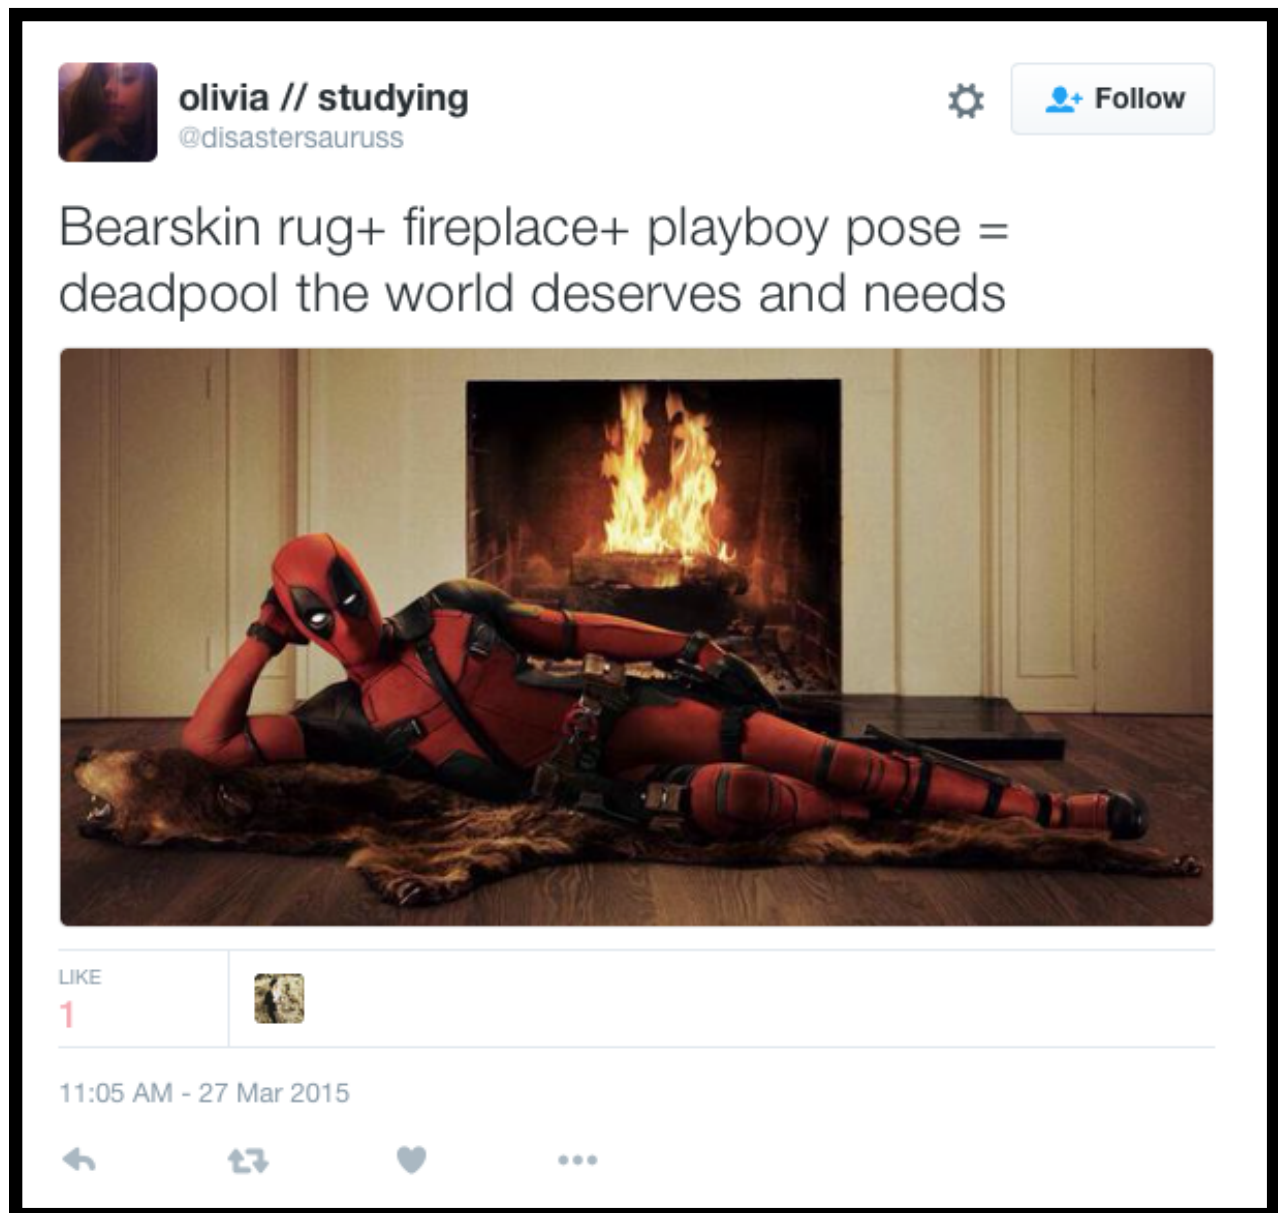 olivia // studying
@disastersauruss
Follow
Bearskin rug+ fireplace+ playboy pose =
deadpool the world deserves and needs
LIKE
1
11:05 AM - 27 Mar 2015